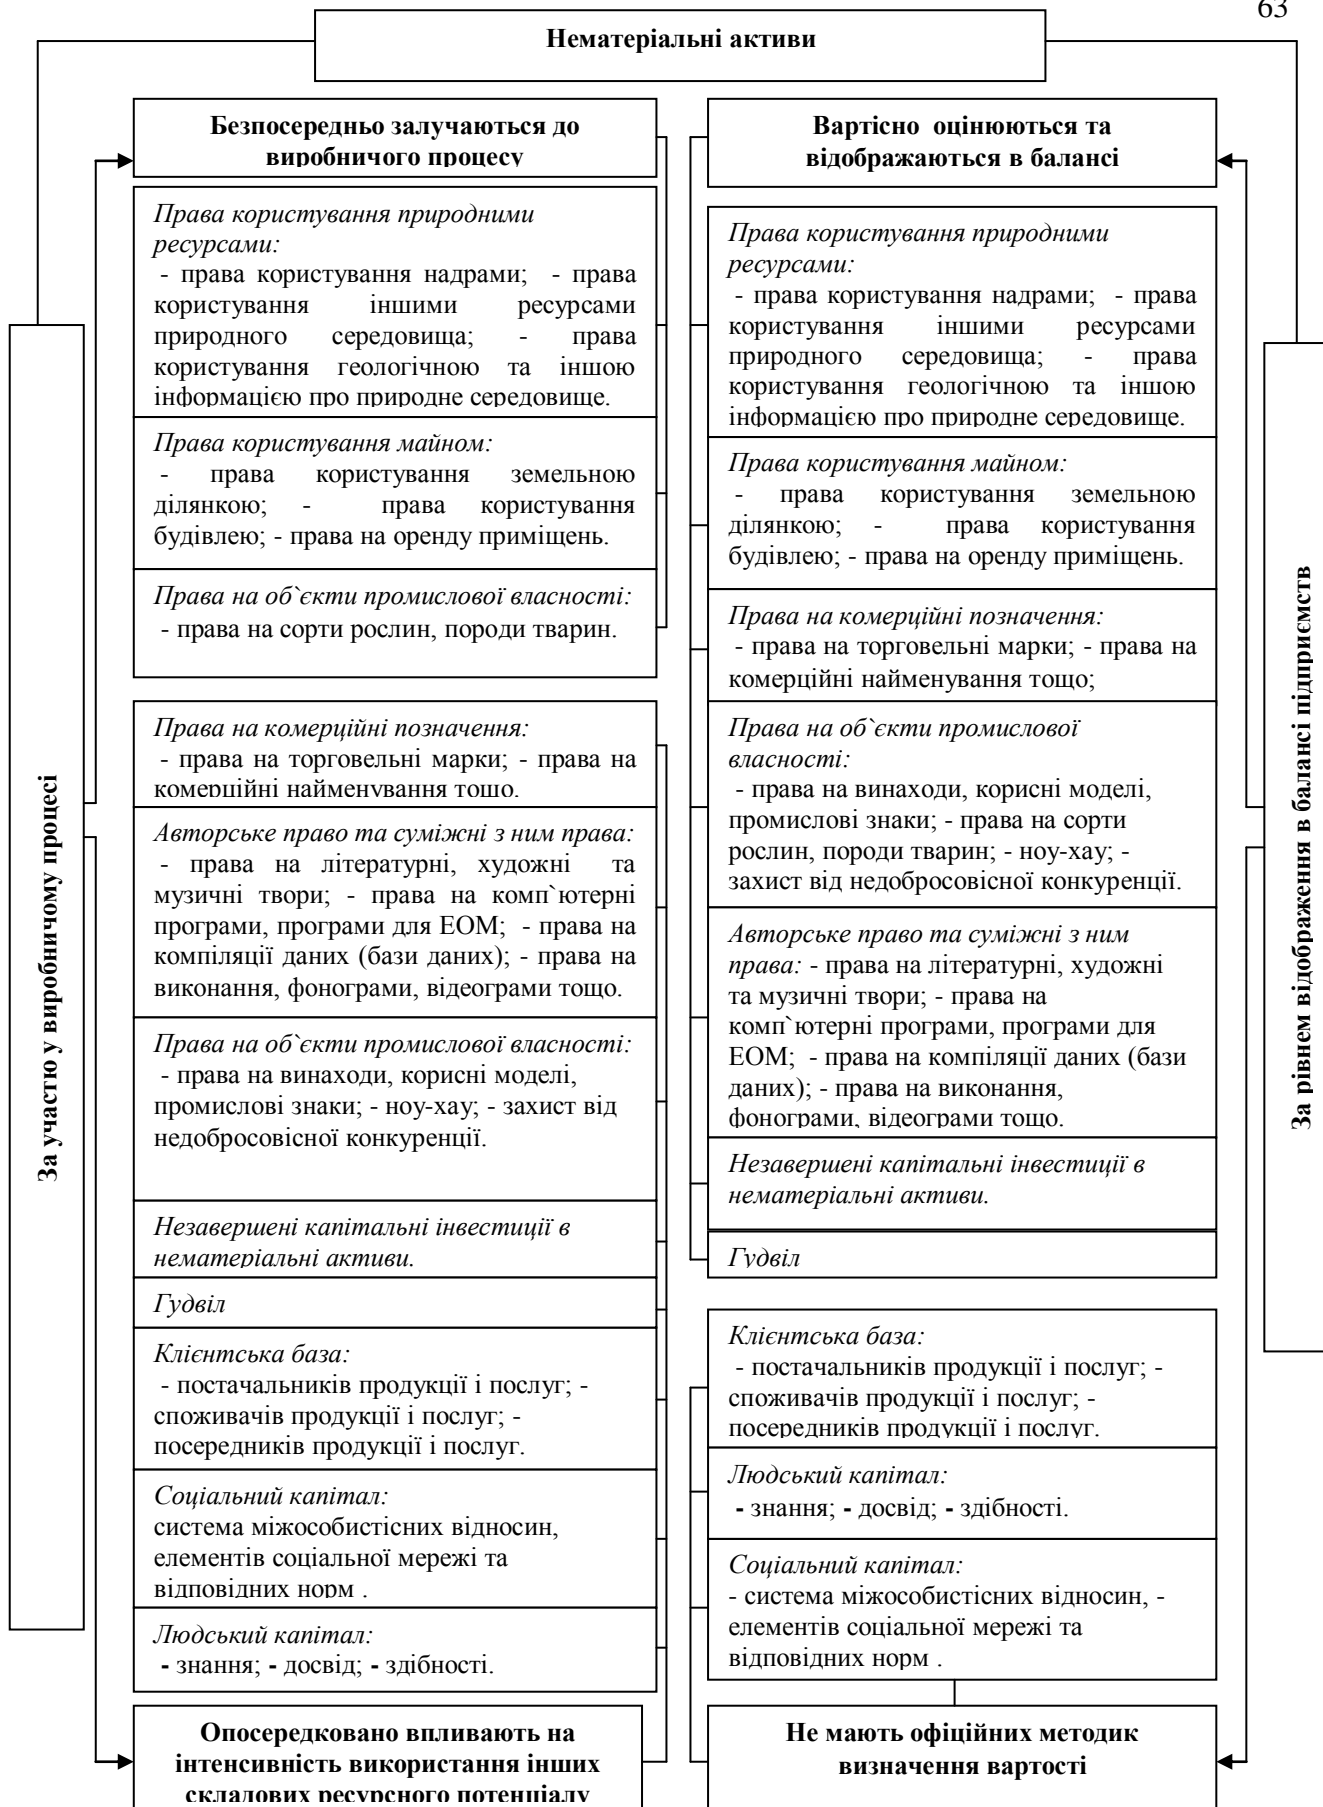 63
Нематеріальні активи
За участю у виробничому процесі
Безпосередньо залучаються до
виробничого процесу
Права користування природними
ресурсами:
- права користування надрами; - права
користування іншими ресурсами
природного середовища; - права
користування геологічною та іншою
інформацією про природне середовище.
Права користування майном:
- права користування земельною
ділянкою; - права користування
будівлею; - права на оренду приміщень.
Права на об`єкти промислової власності:
- права на сорти рослин, породи тварин.
Права на комерційні позначення:
- права на торговельні марки; - права на
комерційні найменування тощо.
Авторське право та суміжні з ним права:
- права на літературні, художні та
музичні твори; - права на комп`ютерні
програми, програми для ЕОМ; - права на
компіляції даних (бази даних); - права на
виконання, фонограми, відеограми тощо.
Права на об`єкти промислової власності:
- права на винаходи, корисні моделі,
промислові знаки; - ноу-хау; - захист від
недобросовісної конкуренції.
Незавершені капітальні інвестиції в
нематеріальні активи.
Гудвіл
Клієнтська база:
- постачальників продукції і послуг; -
споживачів продукції і послуг; -
посередників продукції і послуг.
Соціальний капітал:
система міжособистісних відносин,
елементів соціальної мережі та
відповідних норм .
Людський капітал:
- знання; - досвід; - здібності.
Опосередковано впливають на
інтенсивність використання інших
складових ресурсного потенціалу
Вартісно оцінюються та
відображаються в балансі
Права користування природними
ресурсами:
- права користування надрами; - права
користування іншими ресурсами
природного середовища; - права
користування геологічною та іншою
інформацією про природне середовище.
Права користування майном:
- права користування земельною
ділянкою; - права користування
будівлею; - права на оренду приміщень.
Права на комерційні позначення:
- права на торговельні марки; - права на
комерційні найменування тощо;
Права на об`єкти промислової
власності:
- права на винаходи, корисні моделі,
промислові знаки; - права на сорти
рослин, породи тварин; - ноу-хау; -
захист від недобросовісної конкуренції.
Авторське право та суміжні з ним
права: - права на літературні, художні
та музичні твори; - права на
комп`ютерні програми, програми для
ЕОМ; - права на компіляції даних (бази
даних); - права на виконання,
фонограми, відеограми тощо.
Незавершені капітальні інвестиції в
нематеріальні активи.
Гудвіл
Клієнтська база:
- постачальників продукції і послуг; -
споживачів продукції і послуг; -
посередників продукції і послуг.
Людський капітал:
- знання; - досвід; - здібності.
Соціальний капітал:
- система міжособистісних відносин, -
елементів соціальної мережі та
відповідних норм .
Не мають офіційних методик
визначення вартості
За рівнем відображення в балансі підприємств